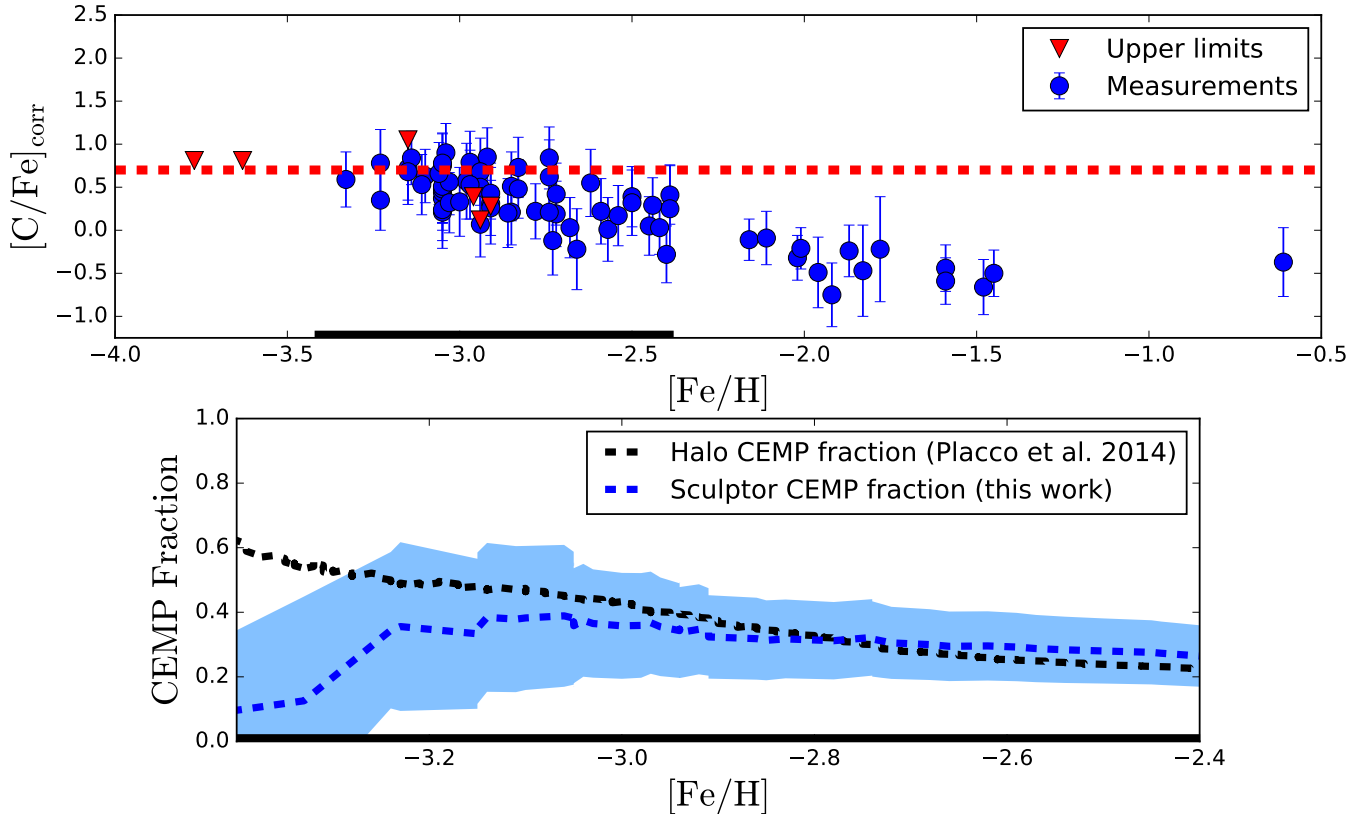 2.5
2.0
1.5
1.0
0.5
0.0
−0.5
−1.0
[C/Fe]corr
Upper limits
Measurements
−4.0 −3.5 −3.0 −2.5 −2.0 −1.5 −1.0 −0.5
[Fe/H]
1.0
0.8
0.6
0.4
0.2
0.0
CEMP Fraction
Halo CEMP fraction (Placco et al. 2014)
Sculptor CEMP fraction (this work)
−3.2 −3.0 −2.8 −2.6 −2.4
[Fe/H]